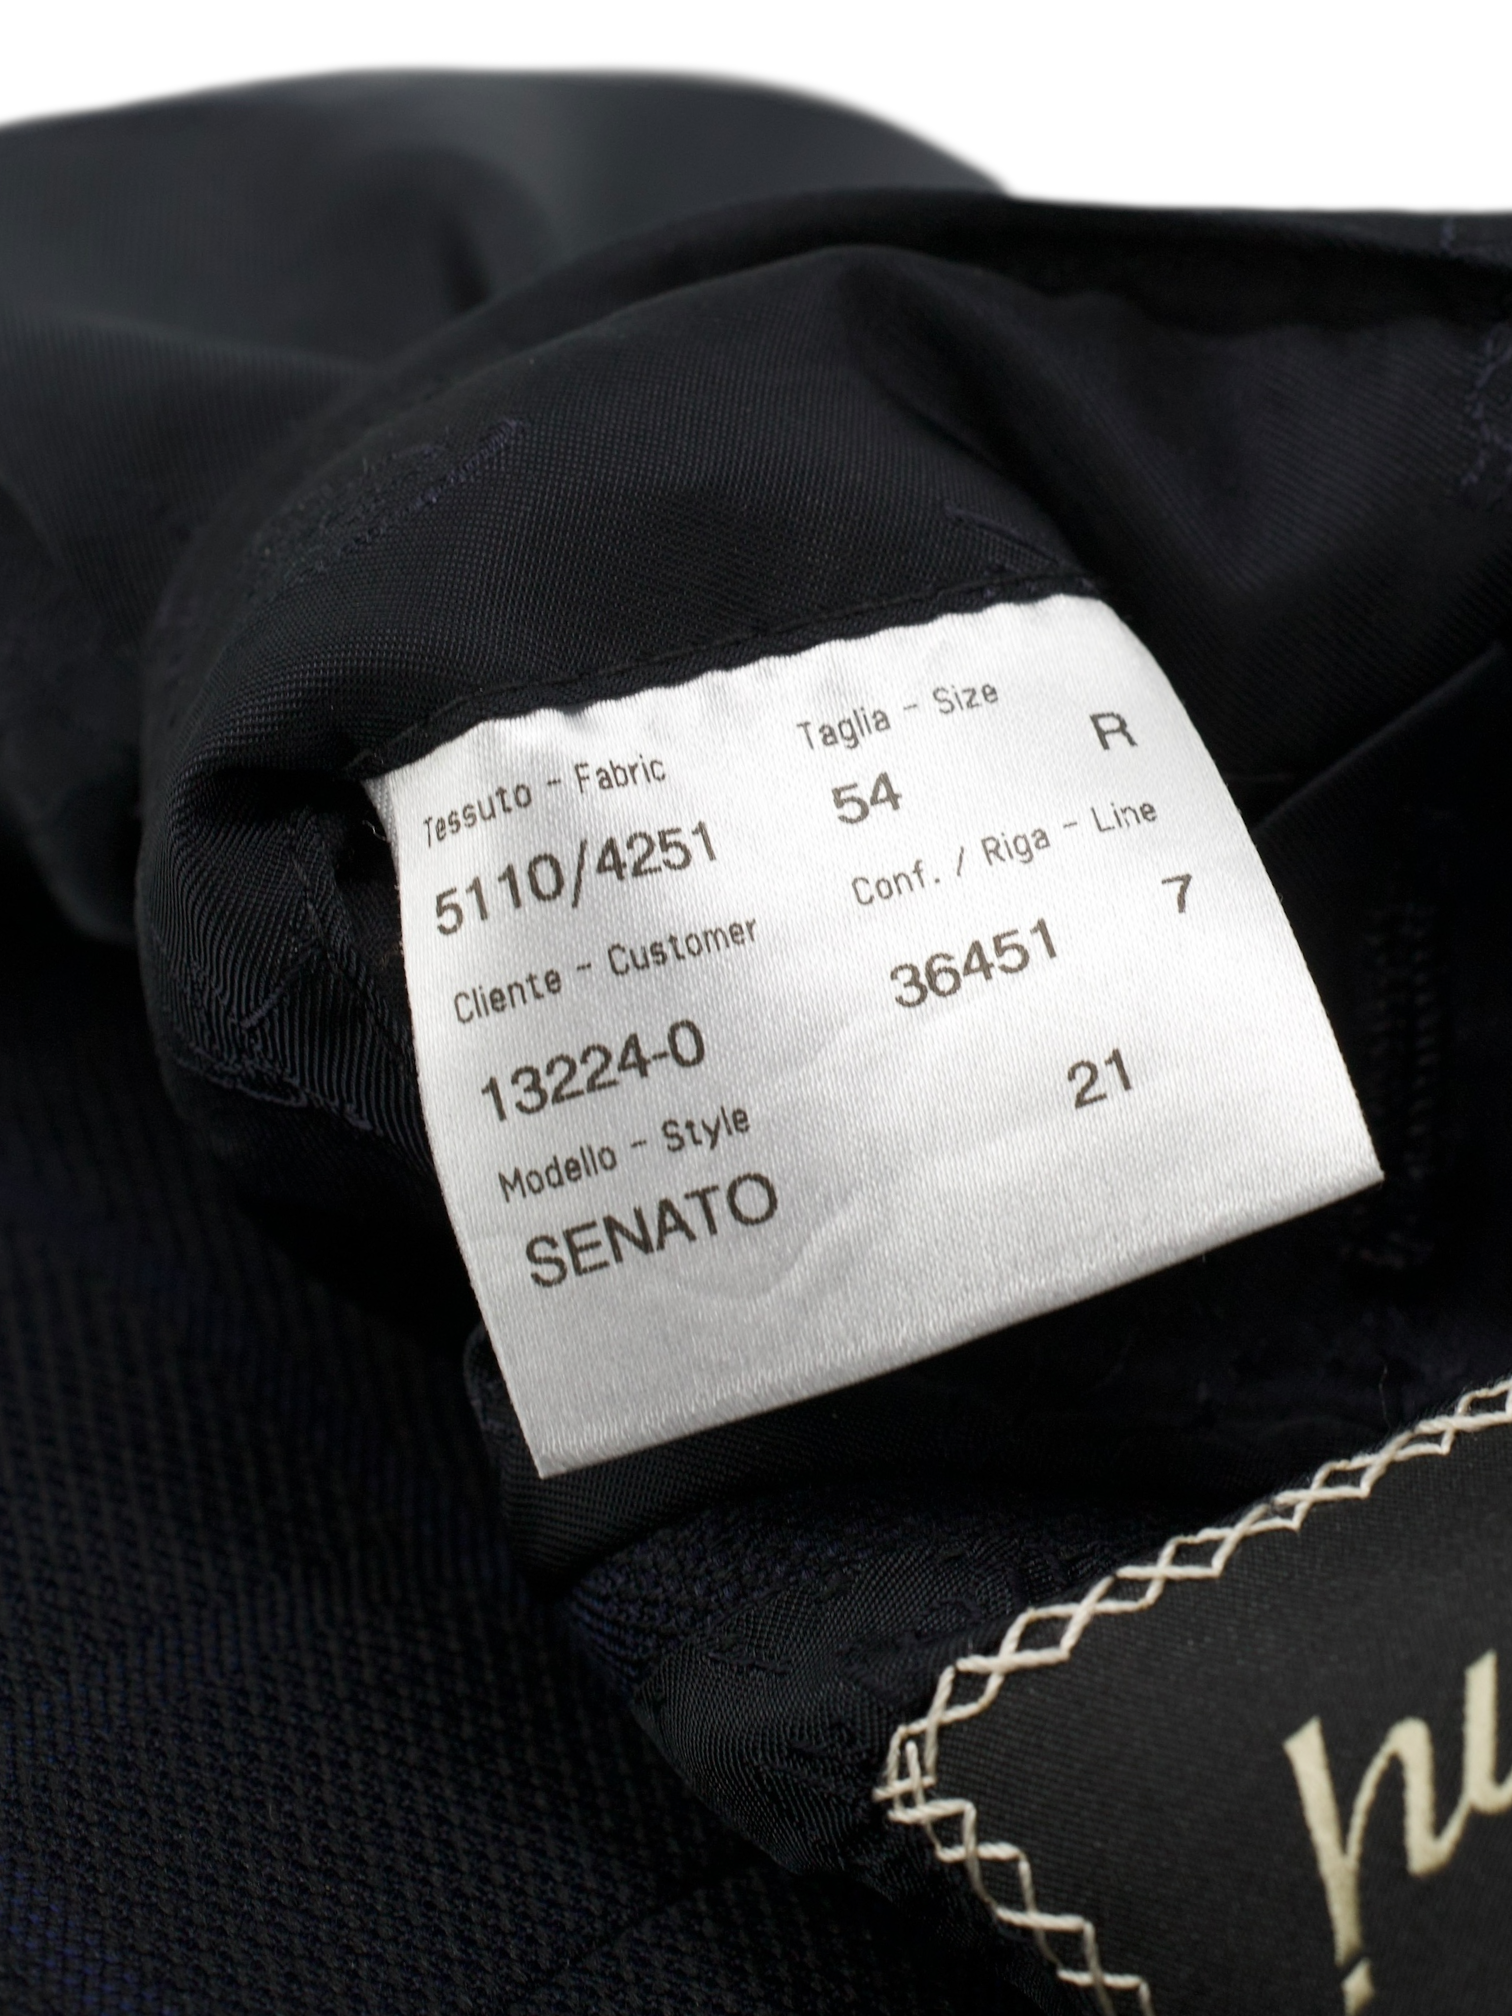 Tessuto - Fabric Taglia - Size
5110/4251 54 R
Cliente - Customer Conf. / Riga - Line
13224-0 36451 7
Modello - Style 21
SENATO